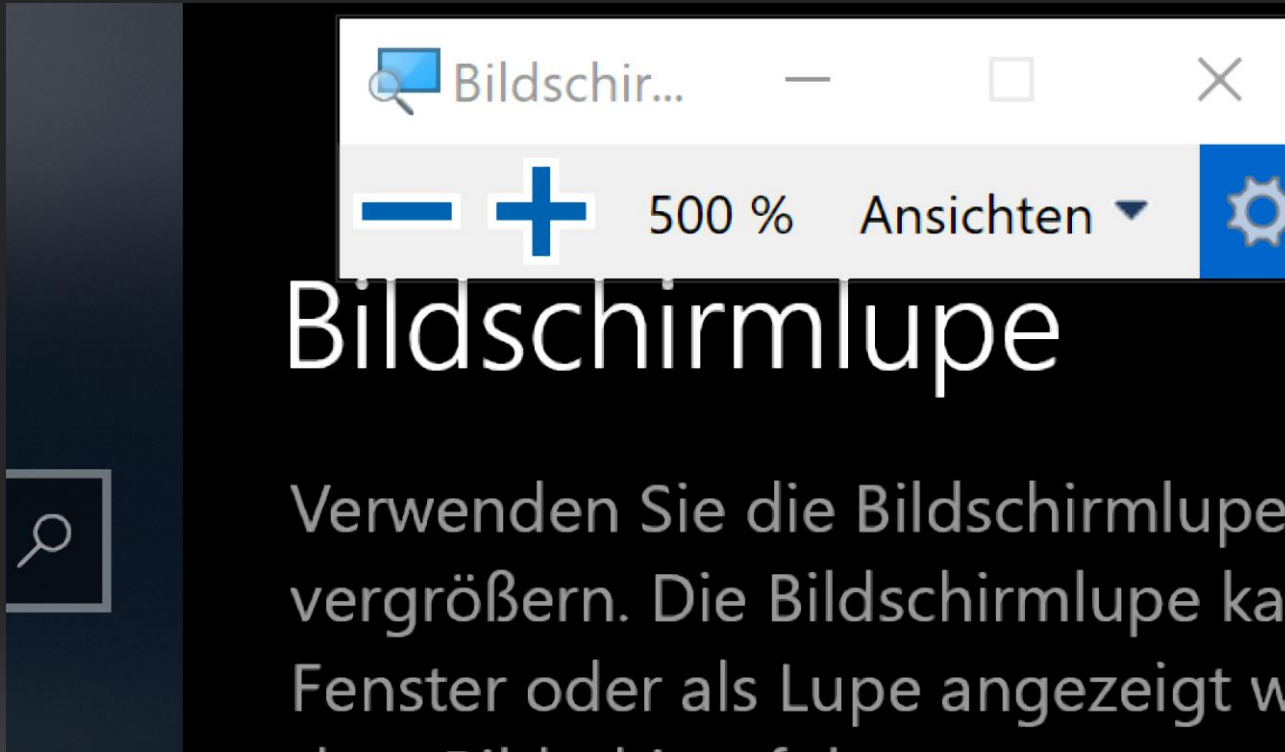 Bildschir...
500 % Ansichten
Bildschirmlupe
Verwenden Sie die Bildschirmlupe
vergrößern. Die Bildschirmlupe ka
Fenster oder als Lupe angezeigt w